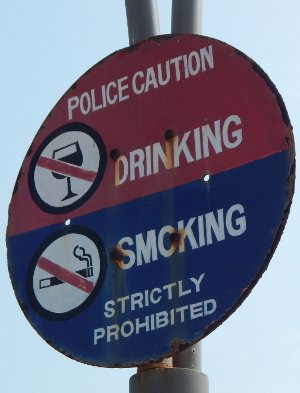 POLICE CAUTION
DRINKING
SMOKING
STRICTLY
PROHIBITED